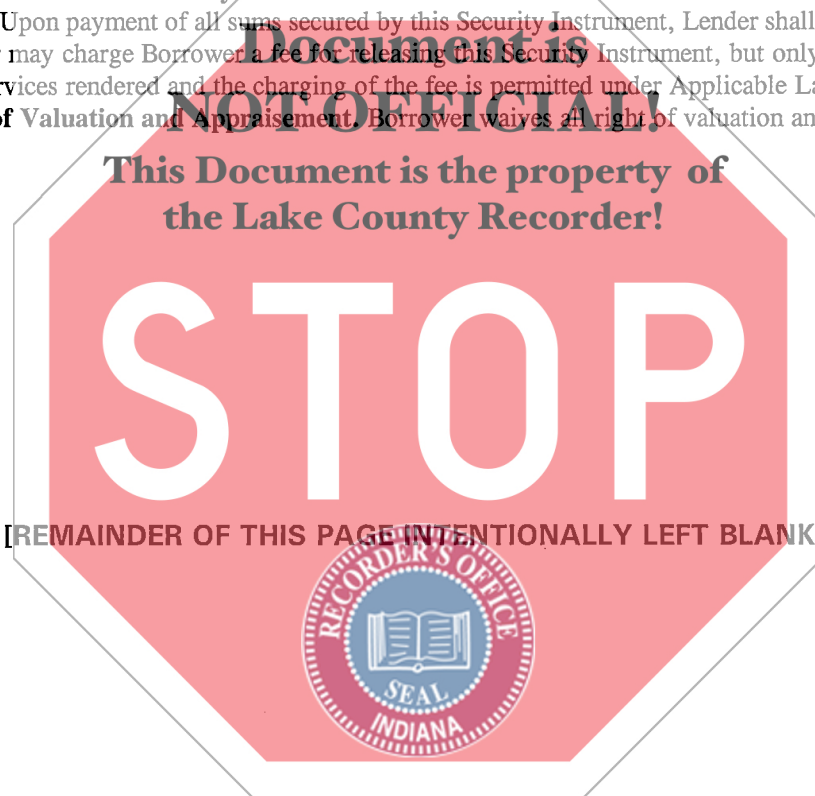 Upon payment of all sums secured by this Security Instrument, Lender shall
may charge Borrower a fee for releasing this Security Instrument, but only
rvices rendered and the charging of the fee is permitted under Applicable La
of Valuation and Appraisement. Borrower waives all right of valuation an
Document is
NOT OFFICIAL!
This Document is the property of
the Lake County Recorder!
STOP
[REMAINDER OF THIS PAGE INTENTIONALLY LEFT BLANK
RECORDER'S OFFICE
SEAL
INDIANA